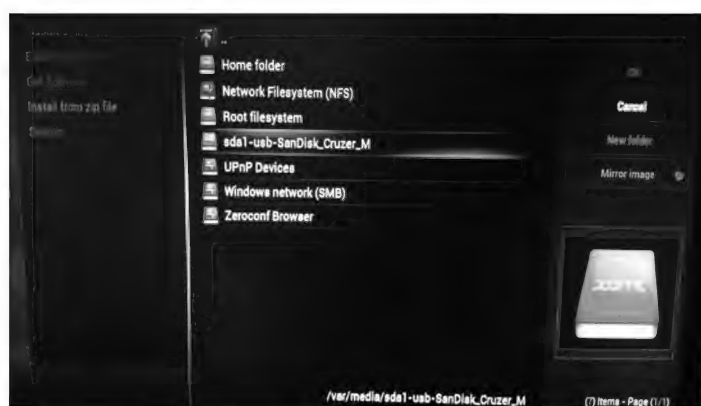 ..
Home folder
Network Filesystem (NFS)
Root filesystem
sda1-usb-SanDisk_Cruzer_M
UPnP Devices
Windows network (SMB)
Zeroconf Browser
Install from zip file
Cancel
New folder
Mirror image
/var/media/sda1-usb-SanDisk_Cruzer_M
(7) Items - Page (1/1)